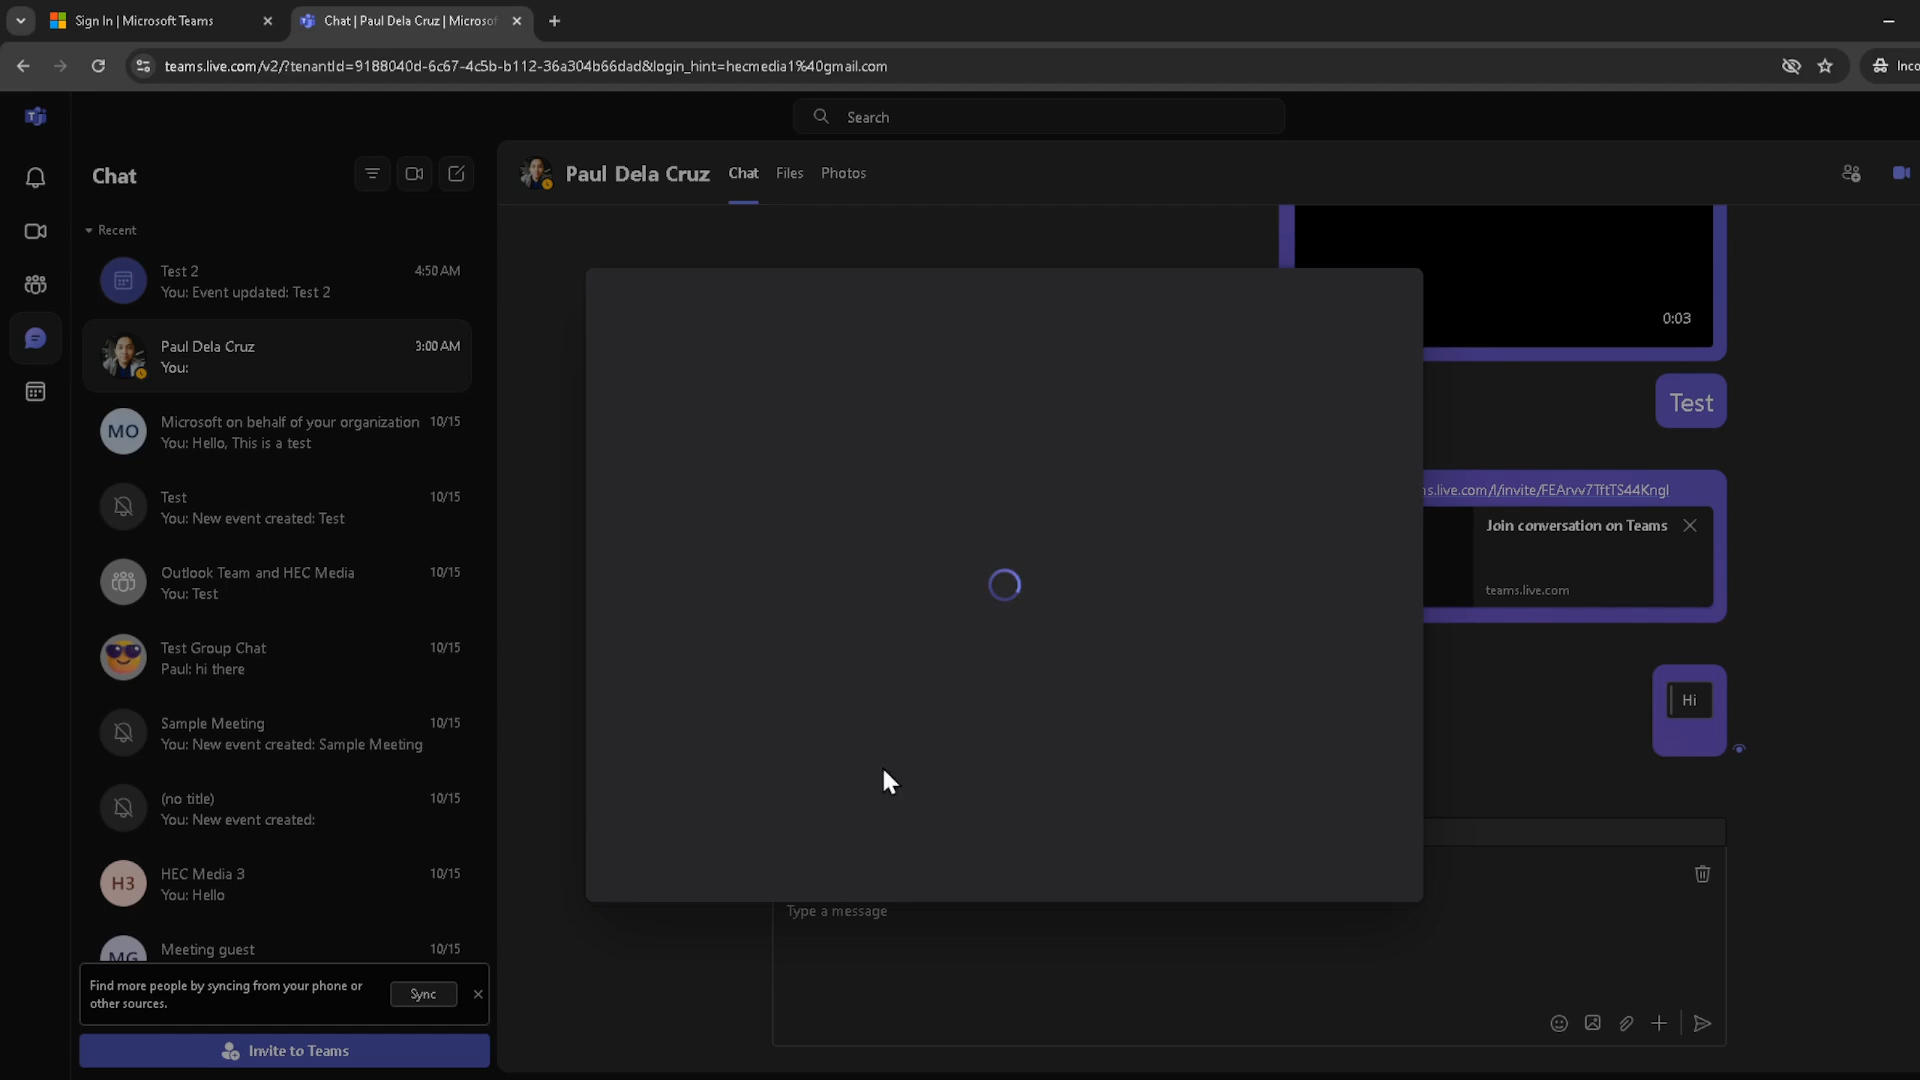 Sign In | Microsoft Teams
Chat | Paul Dela Cruz | Microsof
teams.live.com/v2/?tenantId=9188040d-6c67-4c5b-b112-36a304b66dad&login_hint=hecmedia1%40gmail.com
Inco
Search
Chat
Paul Dela Cruz
Chat
Files
Photos
Recent
Test 2
4:50 AM
You: Event updated: Test 2
Paul Dela Cruz
3:00 AM
You:
MO
Microsoft on behalf of your organization
10/15
You: Hello, This is a test
Test
10/15
You: New event created: Test
Outlook Team and HEC Media
10/15
You: Test
Test Group Chat
10/15
Paul: hi there
Sample Meeting
10/15
You: New event created: Sample Meeting
(no title)
10/15
You: New event created:
H3
HEC Media 3
10/15
You: Hello
MG
Meeting guest
10/15
Find more people by syncing from your phone or
other sources.
Sync
Invite to Teams
0:03
Test
s.live.com/l/invite/FEArvv7TftTS44KngI
Join conversation on Teams
teams.live.com
Hi
Type a message